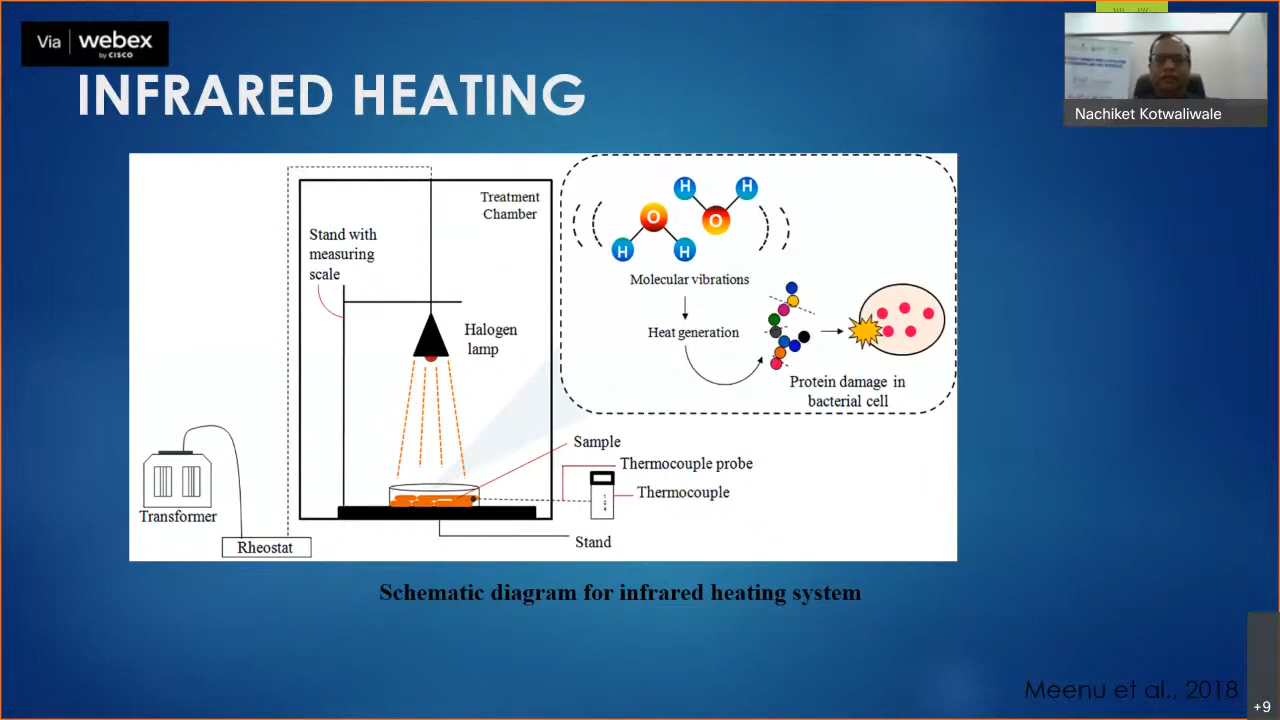 Via webex
by CISCO
INFRARED HEATING
Nachiket Kotwaliwale
Treatment
Chamber
Stand with
measuring
scale
Halogen
lamp
H H
O O
H H
Molecular vibrations
Heat generation
Protein damage in
bacterial cell
Sample
Thermocouple probe
Thermocouple
Stand
Transformer
Rheostat
Schematic diagram for infrared heating system
Meenu et al., 2018
+9